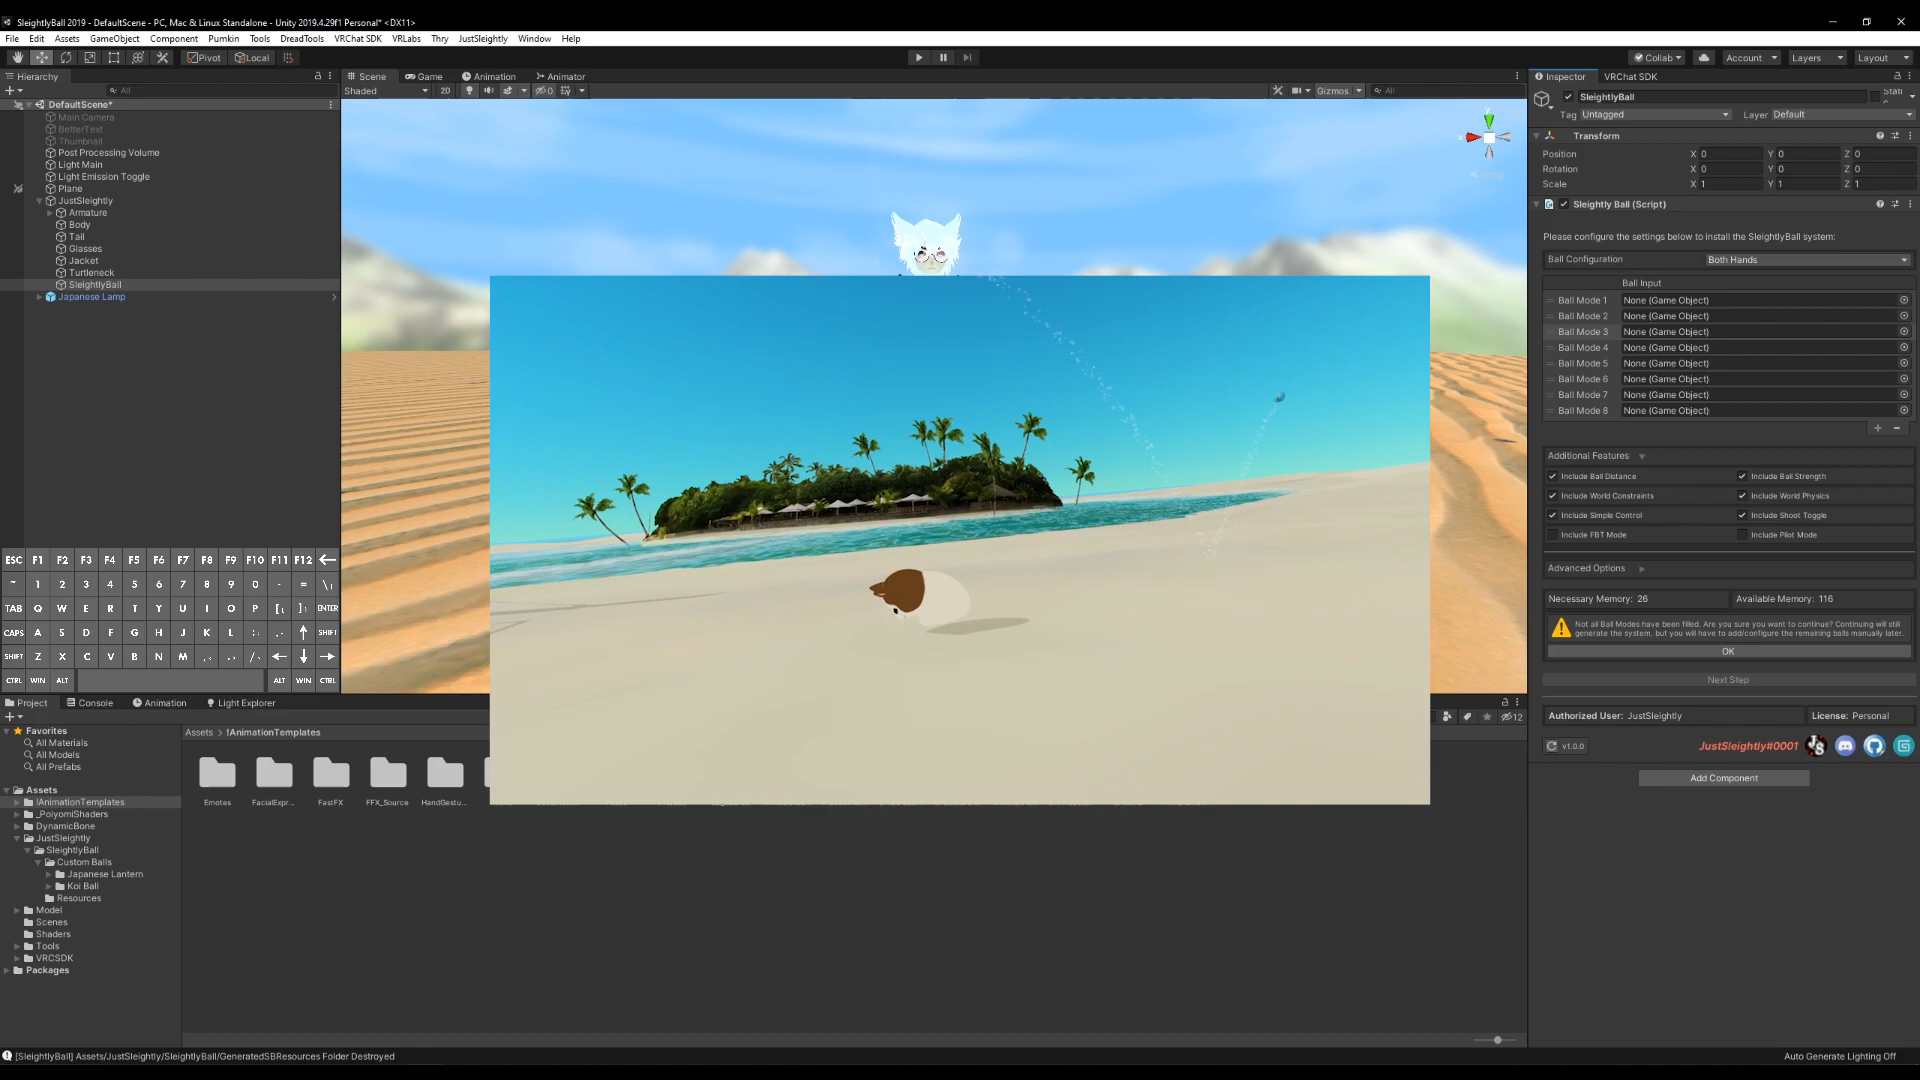 SleightlyBall 2019 - DefaultScene - PC, Mac & Linux Standalone - Unity 2019.4.29f1 Personal* <DX11>
File Edit Assets GameObject Component Pumkin Tools DreadTools VRChat SDK VRLabs Thry JustSleightly Window Help
Pivot Local
Collab Account Layers Layout
Hierarchy
All
DefaultScene*
Main Camera
BetterText
Thumbnail
Post Processing Volume
Light Main
Light Emission Toggle
Plane
JustSleightly
Armature
Body
Tail
Glasses
Jacket
Turtleneck
SleightlyBall
Japanese Lamp
Scene Game Animation Animator
Shaded 2D 0 Gizmos All
ESC F1 F2 F3 F4 F5 F6 F7 F8 F9 F10 F11 F12
~ 1 2 3 4 5 6 7 8 9 0 - = \|
TAB Q W E R T Y U I O P [{ ]} ENTER
CAPS A S D F G H J K L ;: ,. SHIFT
SHIFT Z X C V B N M
CTRL WIN ALT ALT WIN CTRL
Inspector VRChat SDK
SleightlyBall
Tag Untagged Layer Default
Transform
Position X 0 Y 0 Z 0
Rotation X 0 Y 0 Z 0
Scale X 1 Y 1 Z 1
Sleightly Ball (Script)
Please configure the settings below to install the SleightlyBall system:
Ball Configuration Both Hands
Ball Input
Ball Mode 1 None (Game Object)
Ball Mode 2 None (Game Object)
Ball Mode 3 None (Game Object)
Ball Mode 4 None (Game Object)
Ball Mode 5 None (Game Object)
Ball Mode 6 None (Game Object)
Ball Mode 7 None (Game Object)
Ball Mode 8 None (Game Object)
Additional Features
Include Ball Distance Include Ball Strength
Include World Constraints Include World Physics
Include Simple Control Include Shoot Toggle
Include FBT Mode Include Pilot Mode
Advanced Options
Necessary Memory: 26 Available Memory: 116
Not all Ball Modes have been filled. Are you sure you want to continue? Continuing will still
generate the system, but you will have to add/configure the remaining balls manually later.
OK
Next Step
Authorized User: JustSleightly License: Personal
v1.0.0 JustSleightly#0001
Add Component
Project Console Animation Light Explorer
12
Favorites
All Materials
All Models
All Prefabs
Assets
!AnimationTemplates
_PoiyomiShaders
DynamicBone
JustSleightly
SleightlyBall
Custom Balls
Japanese Lantern
Koi Ball
Resources
Model
Scenes
Shaders
Tools
VRCSDK
Packages
Assets > !AnimationTemplates
Emotes FacialExpr... FastFX FFX_Source HandGestu...
[SleightlyBall] Assets/JustSleightly/SleightlyBall/GeneratedSBResources Folder Destroyed
Auto Generate Lighting Off